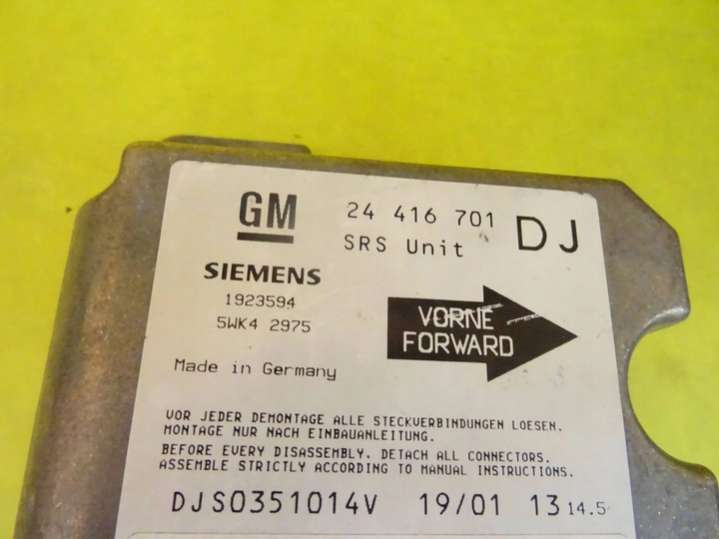 GM 24 416 701 DJ
SRS Unit
SIEMENS
1923594
5WK4 2975
VORNE
FORWARD
Made in Germany
VOR JEDER DEMONTAGE ALLE STECKVERBINDUNGEN LOESEN.
MONTAGE NUR NACH EINBAUANLEITUNG.
BEFORE EVERY DISASSEMBLY. DETACH ALL CONNECTORS.
ASSEMBLE STRICTLY ACCORDING TO MANUAL INSTRUCTIONS.
DJS0351014V 19/01 13 14.5